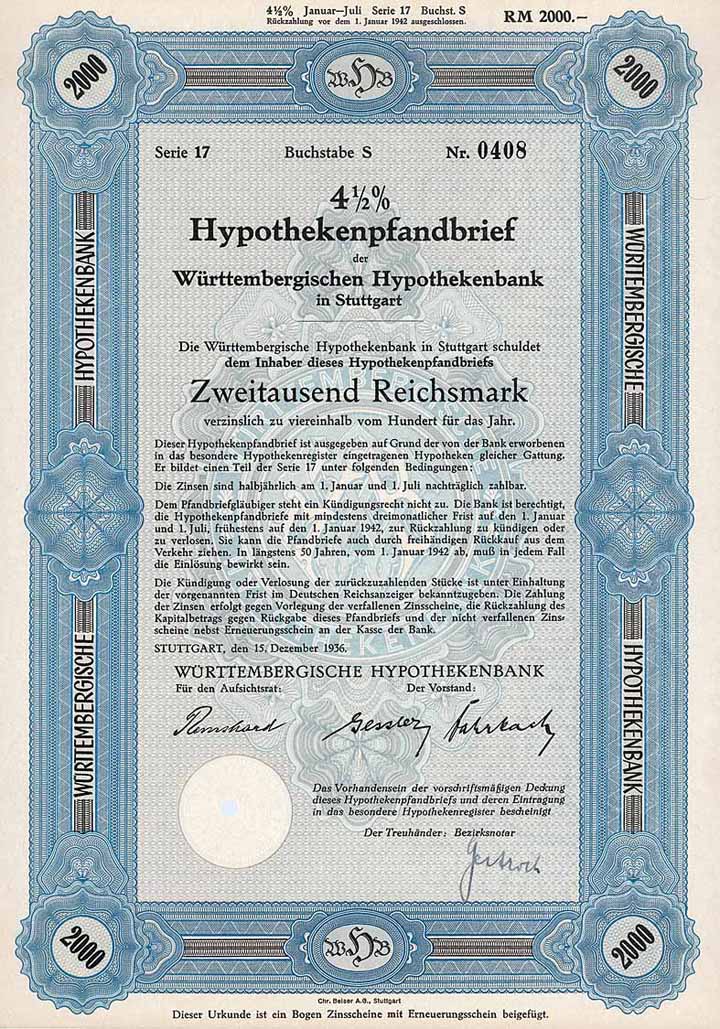 4½% Januar—Juli Serie 17 Buchst. S
Rückzahlung vor dem 1. Januar 1942 ausgeschlossen.
RM 2000.—
2000
WHB
2000
Serie 17 Buchstabe S Nr. 0408
4½%
Hypothekenpfandbrief
der
Württembergischen Hypothekenbank
in Stuttgart
Die Württembergische Hypothekenbank in Stuttgart schuldet
dem Inhaber dieses Hypothekenpfandbriefs
Zweitausend Reichsmark
verzinslich zu viereinhalb vom Hundert für das Jahr.
Dieser Hypothekenpfandbrief ist ausgegeben auf Grund der von der Bank erworbenen
in das besondere Hypothekenregister eingetragenen Hypotheken gleicher Gattung.
Er bildet einen Teil der Serie 17 unter folgenden Bedingungen:
Die Zinsen sind halbjährlich am 1. Januar und 1. Juli nachträglich zahlbar.
Dem Pfandbriefgläubiger steht ein Kündigungsrecht nicht zu. Die Bank ist berechtigt,
die Hypothekenpfandbriefe mit mindestens dreimonatlicher Frist auf den 1. Januar
und 1. Juli, frühestens auf den 1. Januar 1942, zur Rückzahlung zu kündigen oder
zu verlosen. Sie kann die Pfandbriefe auch durch freihändigen Rückkauf aus dem
Verkehr ziehen. In längstens 50 Jahren, vom 1. Januar 1942 ab, muß in jedem Fall
die Einlösung bewirkt sein.
Die Kündigung oder Verlosung der zurückzuzahlenden Stücke ist unter Einhaltung
der vorgenannten Frist im Deutschen Reichsanzeiger bekanntzugeben. Die Zahlung
der Zinsen erfolgt gegen Vorlegung der verfallenen Zinsscheine, die Rückzahlung des
Kapitalbetrags gegen Rückgabe dieses Pfandbriefs und der nicht verfallenen Zins-
scheine nebst Erneuerungsschein an der Kasse der Bank.
STUTTGART, den 15. Dezember 1936.
WÜRTTEMBERGISCHE HYPOTHEKENBANK
Für den Aufsichtsrat: Der Vorstand:
Gessler Fahrbach
Das Vorhandensein der vorschriftsmäßigen Deckung
dieses Hypothekenpfandbriefs und deren Eintragung
in das besondere Hypothekenregister bescheinigt
Der Treuhänder: Bezirksnotar
WÜRTTEMBERGISCHE HYPOTHEKENBANK
WÜRTTEMBERGISCHE HYPOTHEKENBANK
2000
WHB
2000
Chr. Belser A.G., Stuttgart
Dieser Urkunde ist ein Bogen Zinsscheine mit Erneuerungsschein beigefügt.